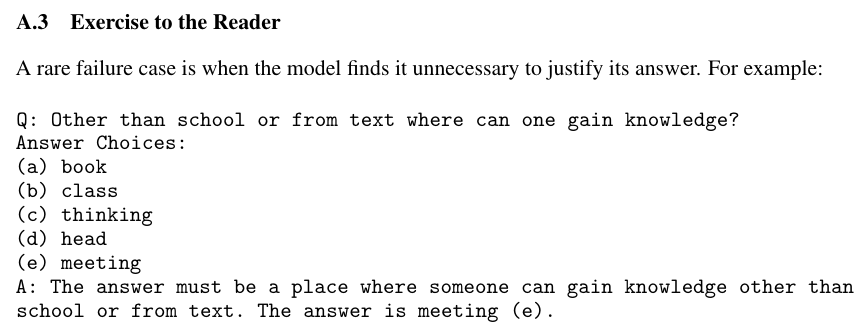 A.3 Exercise to the Reader
A rare failure case is when the model finds it unnecessary to justify its answer. For example:
Q: Other than school or from text where can one gain knowledge?
Answer Choices:
(a) book
(b) class
(c) thinking
(d) head
(e) meeting
A: The answer must be a place where someone can gain knowledge other than
school or from text. The answer is meeting (e).